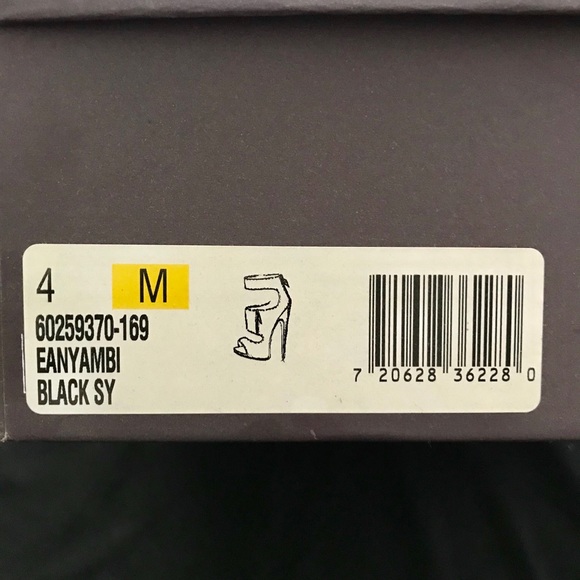 4 M
60259370-169
EANYAMBI
BLACK SY
7 20628 36228 0